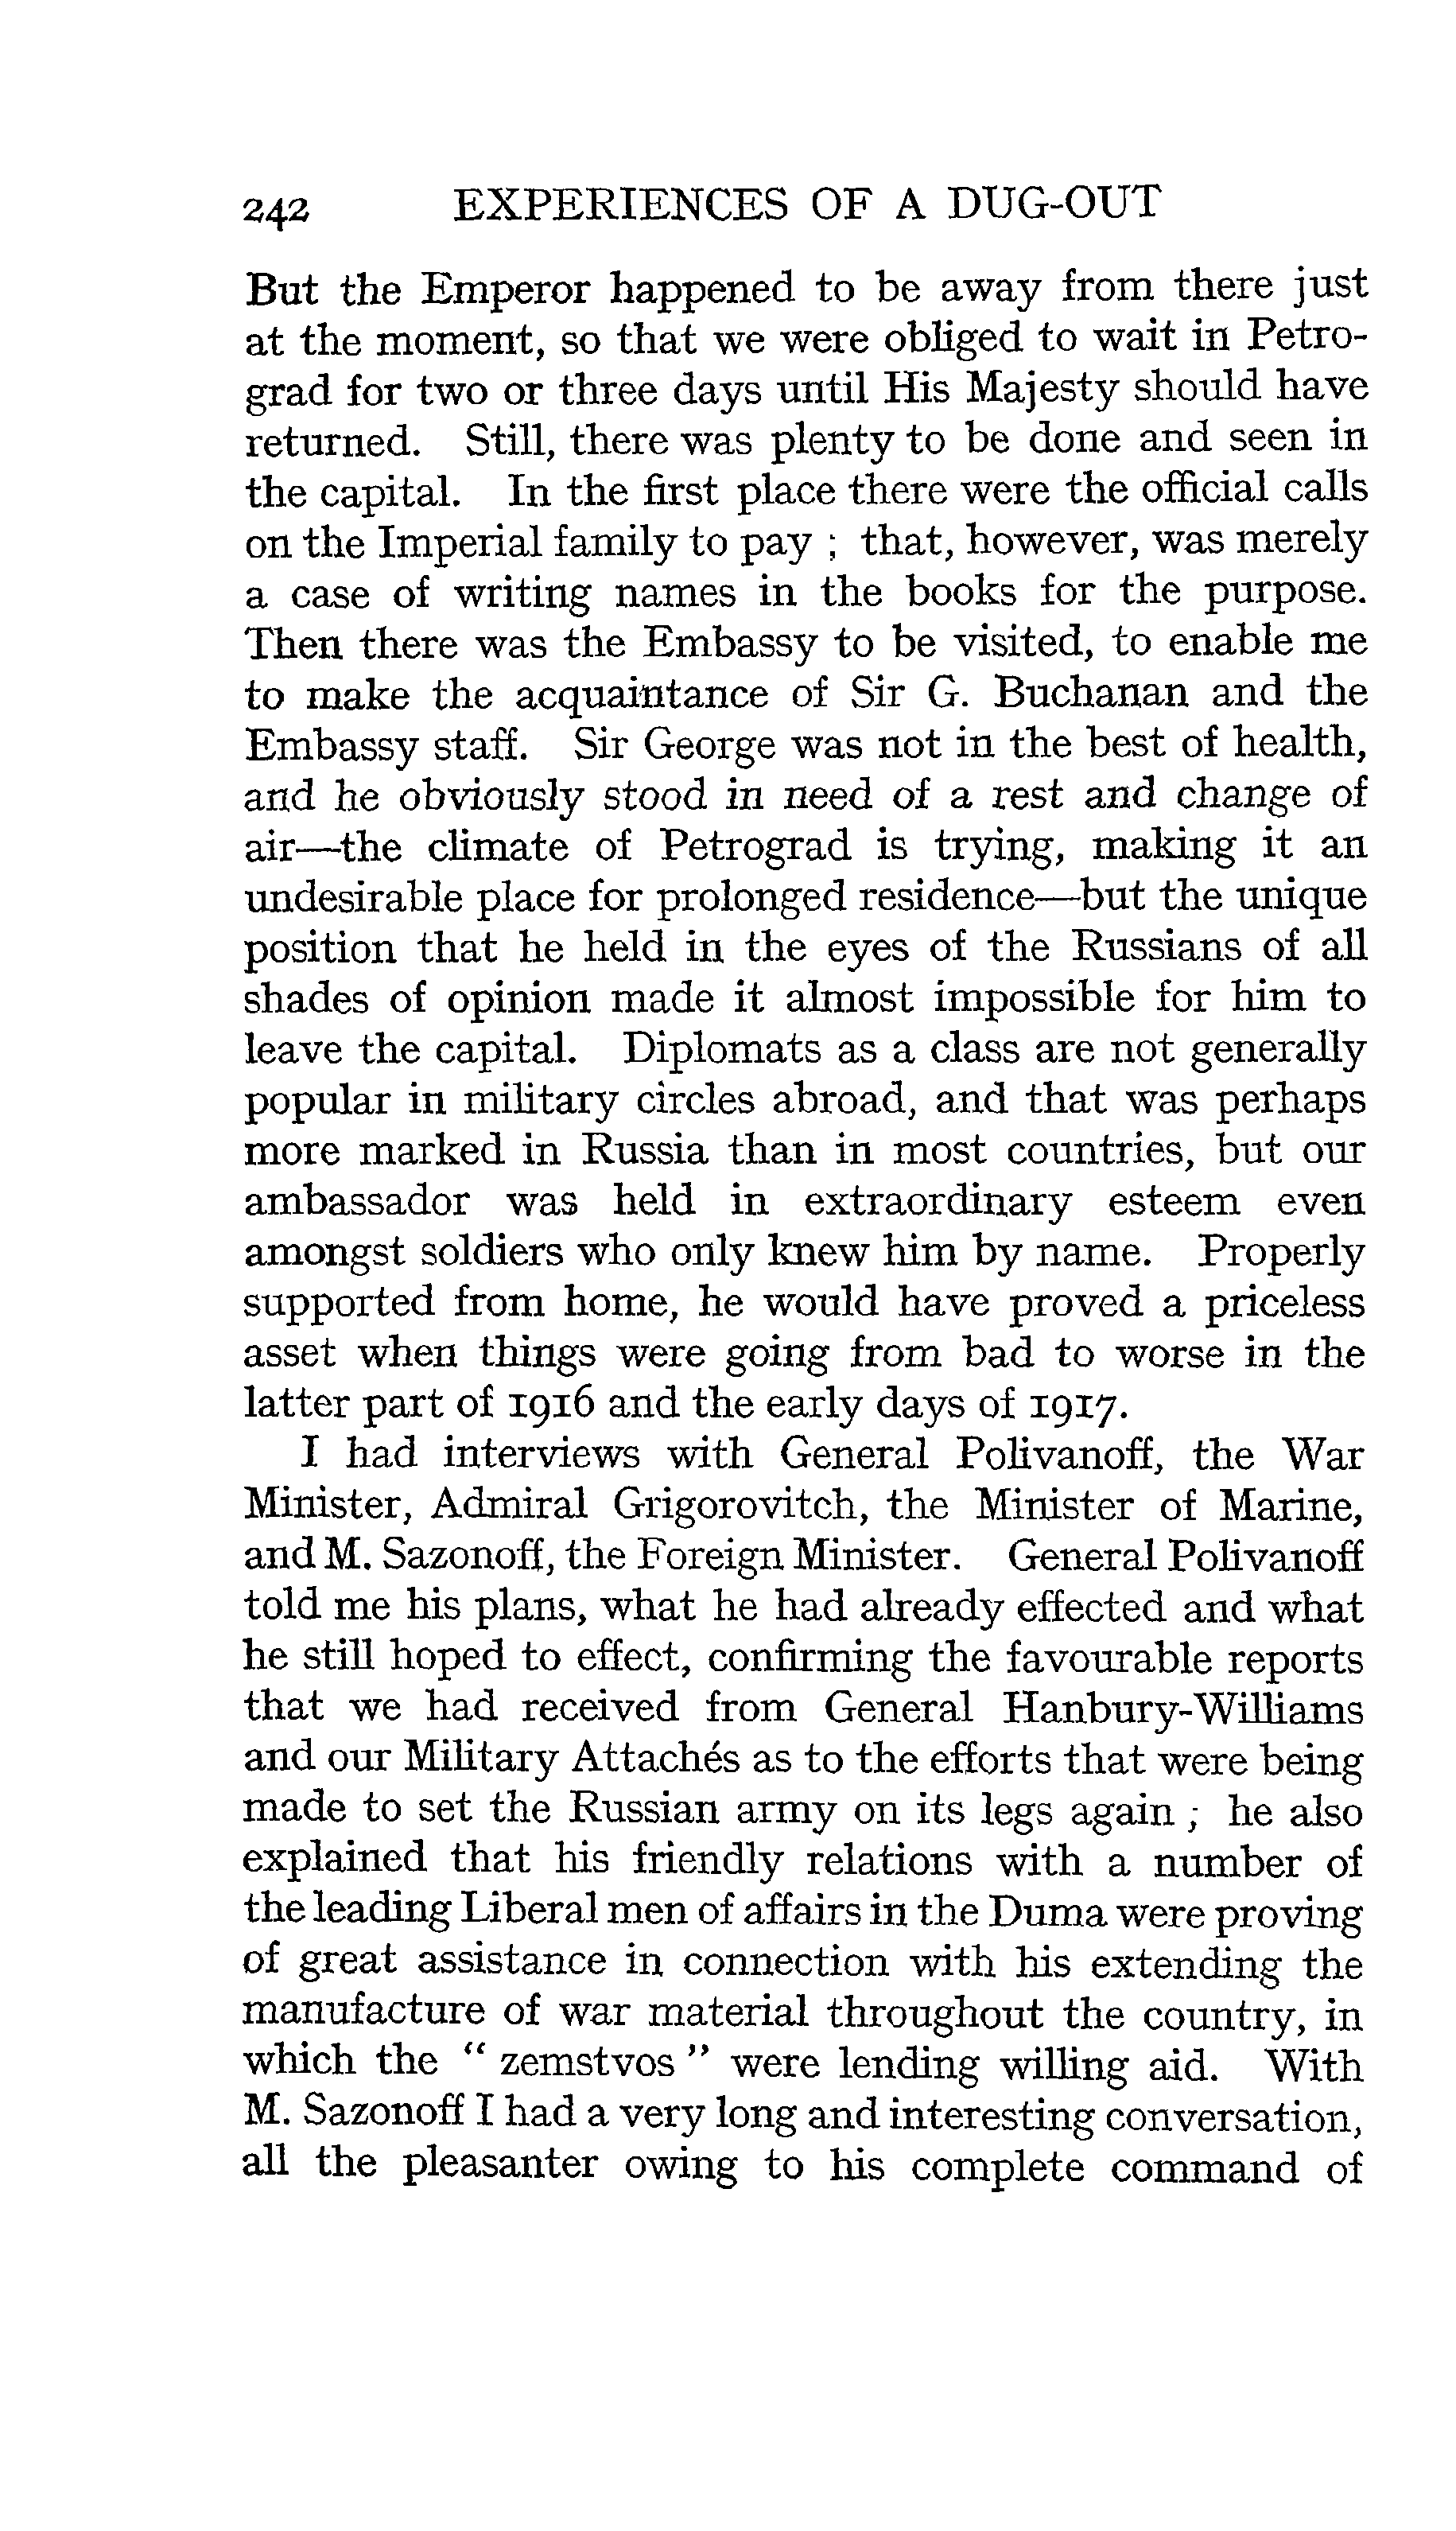 242 EXPERIENCES OF A DUG-OUT
But the Emperor happened to be away from there just
at the moment, so that we were obliged to wait in Petro-
grad for two or three days until His Majesty should have
returned. Still, there was plenty to be done and seen in
the capital. In the first place there were the official calls
on the Imperial family to pay ; that, however, was merely
a case of writing names in the books for the purpose.
Then there was the Embassy to be visited, to enable me
to make the acquaintance of Sir G. Buchanan and the
Embassy staff. Sir George was not in the best of health,
and he obviously stood in need of a rest and change of
air—the climate of Petrograd is trying, making it an
undesirable place for prolonged residence—but the unique
position that he held in the eyes of the Russians of all
shades of opinion made it almost impossible for him to
leave the capital. Diplomats as a class are not generally
popular in military circles abroad, and that was perhaps
more marked in Russia than in most countries, but our
ambassador was held in extraordinary esteem even
amongst soldiers who only knew him by name. Properly
supported from home, he would have proved a priceless
asset when things were going from bad to worse in the
latter part of 1916 and the early days of 1917.
I had interviews with General Polivanoff, the War
Minister, Admiral Grigorovitch, the Minister of Marine,
and M. Sazonoff, the Foreign Minister. General Polivanoff
told me his plans, what he had already effected and what
he still hoped to effect, confirming the favourable reports
that we had received from General Hanbury-Williams
and our Military Attachés as to the efforts that were being
made to set the Russian army on its legs again ; he also
explained that his friendly relations with a number of
the leading Liberal men of affairs in the Duma were proving
of great assistance in connection with his extending the
manufacture of war material throughout the country, in
which the “ zemstvos ” were lending willing aid. With
M. Sazonoff I had a very long and interesting conversation,
all the pleasanter owing to his complete command of